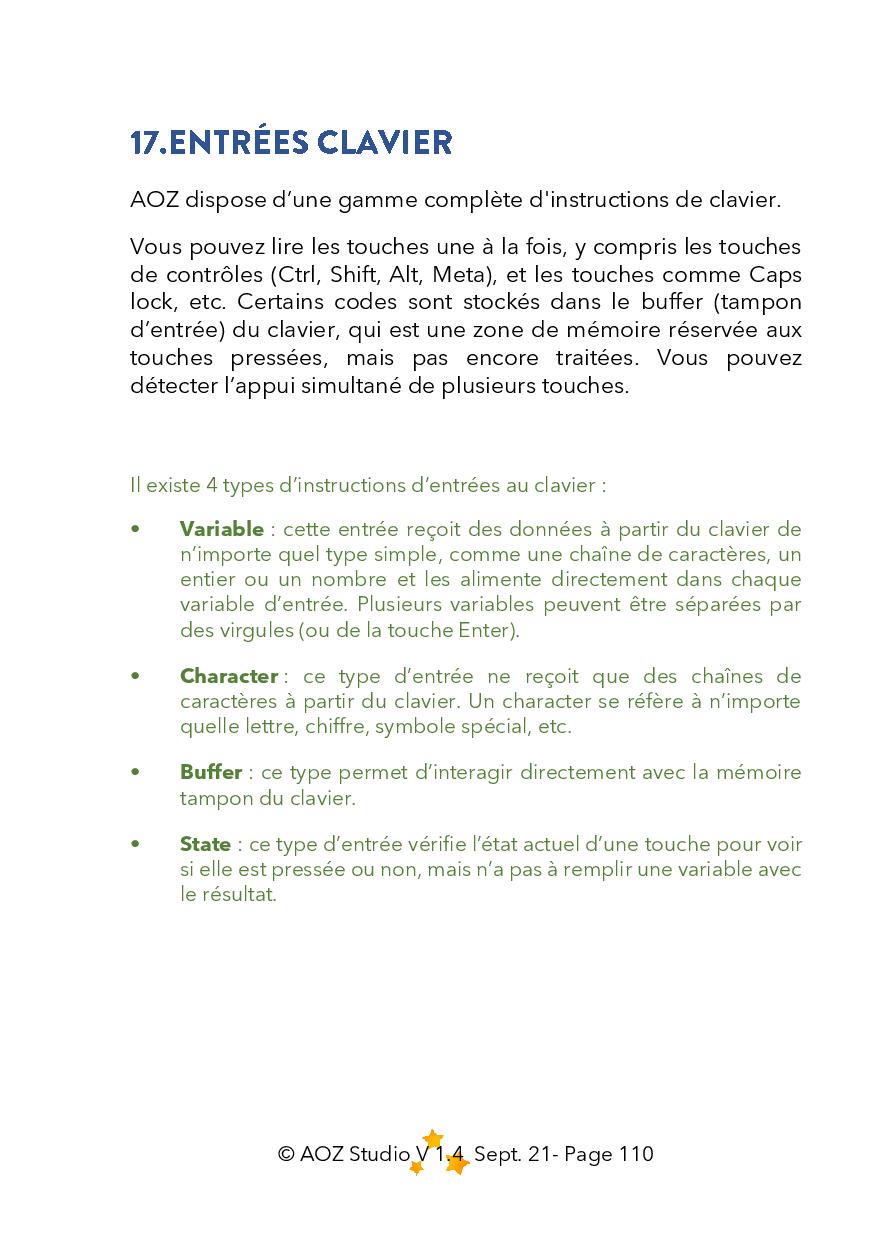 17.ENTRÉES CLAVIER
AOZ dispose d’une gamme complète d'instructions de clavier.
Vous pouvez lire les touches une à la fois, y compris les touches
de contrôles (Ctrl, Shift, Alt, Meta), et les touches comme Caps
lock, etc. Certains codes sont stockés dans le buffer (tampon
d’entrée) du clavier, qui est une zone de mémoire réservée aux
touches pressées, mais pas encore traitées. Vous pouvez
détecter l’appui simultané de plusieurs touches.
Il existe 4 types d’instructions d’entrées au clavier :
• Variable : cette entrée reçoit des données à partir du clavier de
n’importe quel type simple, comme une chaîne de caractères, un
entier ou un nombre et les alimente directement dans chaque
variable d’entrée. Plusieurs variables peuvent être séparées par
des virgules (ou de la touche Enter).
• Character : ce type d’entrée ne reçoit que des chaînes de
caractères à partir du clavier. Un character se réfère à n’importe
quelle lettre, chiffre, symbole spécial, etc.
• Buffer : ce type permet d’interagir directement avec la mémoire
tampon du clavier.
• State : ce type d’entrée vérifie l’état actuel d’une touche pour voir
si elle est pressée ou non, mais n’a pas à remplir une variable avec
le résultat.
© AOZ Studio V 1.4 Sept. 21- Page 110